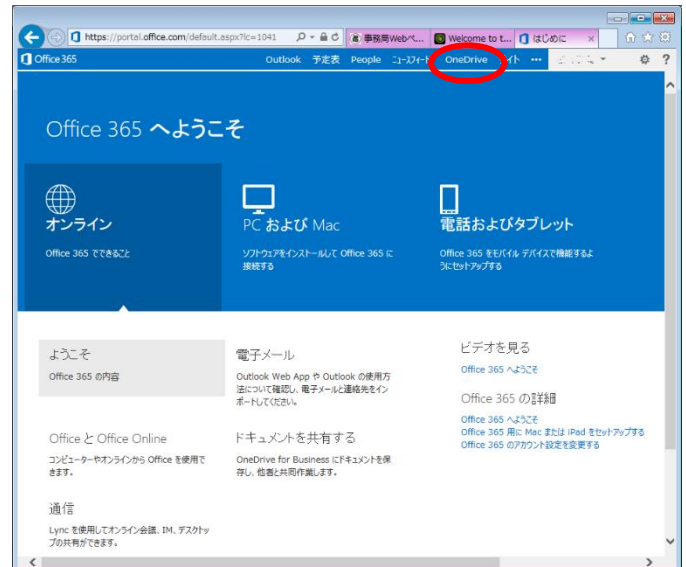 https://portal.office.com/default.aspx?lc=1041
事務局Webペ...
Welcome to t...
はじめに
Office 365
Outlook 予定表 People ニュースフィード OneDrive イト ...
?
Office 365 へようこそ
オンライン
Office 365 でできること
PC および Mac
ソフトウェアをインストールして Office 365 に
接続する
電話およびタブレット
Office 365 をモバイル デバイスで機能するよ
うにセットアップする
ようこそ
Office 365 の内容
電子メール
Outlook Web App や Outlook の使用方
法について確認し、電子メールと連絡先をイン
ポートしてください。
ビデオを見る
Office 365 へようこそ
Office 365 の詳細
Office 365 へようこそ
Office 365 用に Mac または iPad をセットアップする
Office 365 のアカウント設定を変更する
Office と Office Online
コンピューターやオンラインから Office を使用で
きます。
ドキュメントを共有する
OneDrive for Business にドキュメントを保
存し、他者と共同作業します。
通信
Lync を使用してオンライン会議、IM、デスクトッ
プの共有ができます。